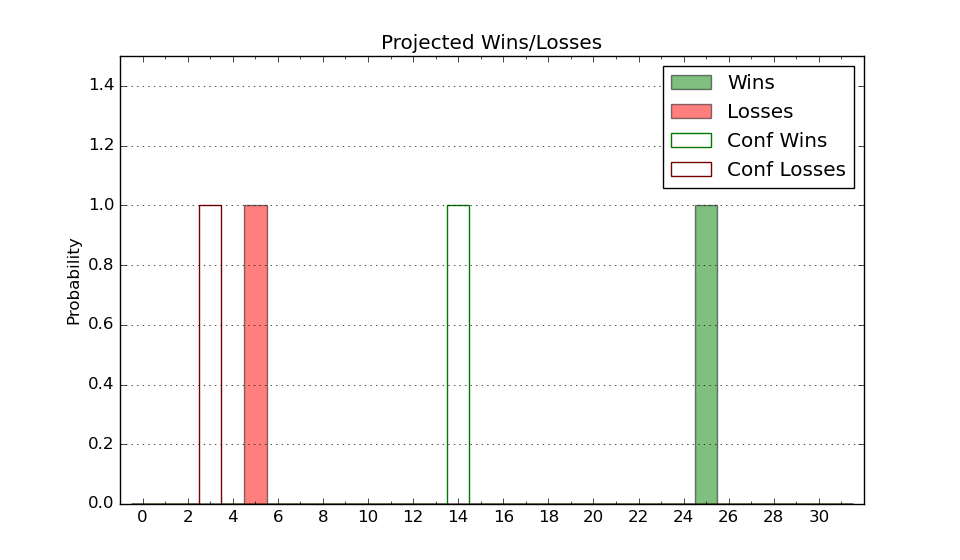 Projected Wins/Losses
Wins
Losses
Conf Wins
Conf Losses
Probability
1.4
1.2
1.0
0.8
0.6
0.4
0.2
0.0
0 2 4 6 8 10 12 14 16 18 20 22 24 26 28 30